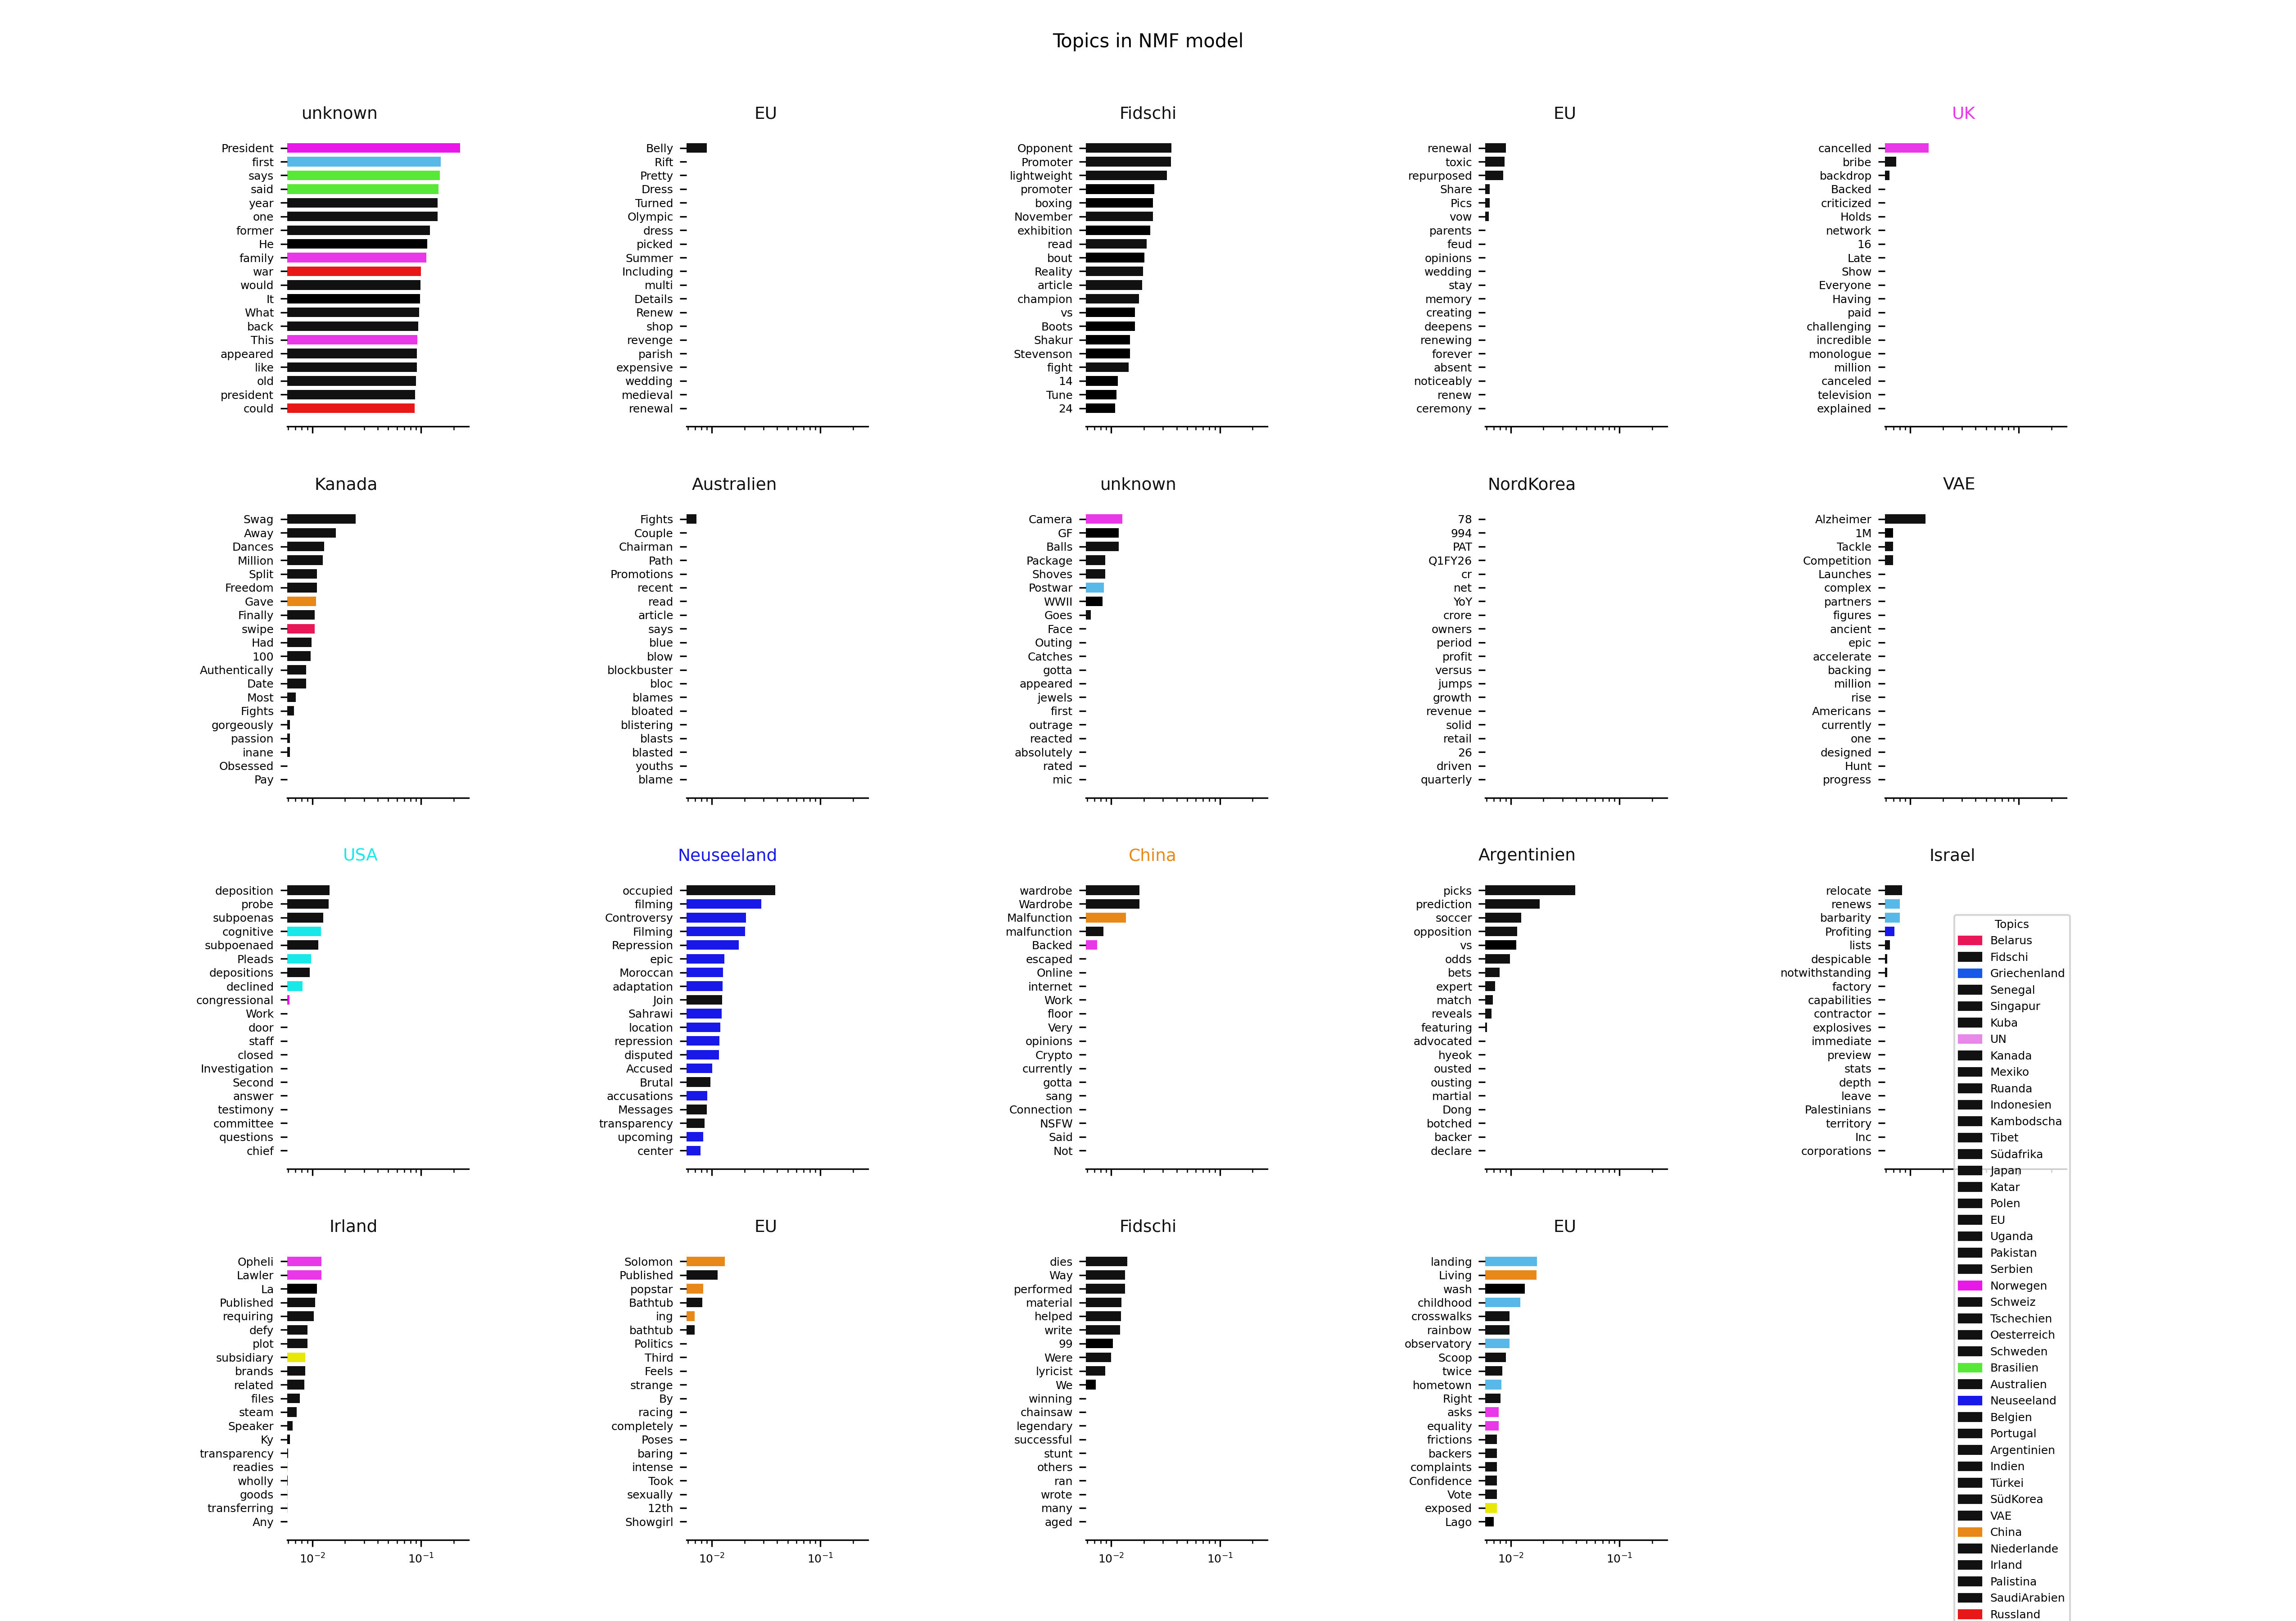 Topics in NMF model
unknown
President
first
says
said
year
one
former
He
family
war
would
It
What
back
This
appeared
like
old
president
could
EU
Belly
Rift
Pretty
Dress
Turned
Olympic
dress
picked
Summer
Including
multi
Details
Renew
shop
revenge
parish
expensive
wedding
medieval
renewal
Fidschi
Opponent
Promoter
lightweight
promoter
boxing
November
exhibition
read
bout
Reality
article
champion
vs
Boots
Shakur
Stevenson
fight
14
Tune
24
EU
renewal
toxic
repurposed
Share
Pics
vow
parents
feud
opinions
wedding
stay
memory
creating
deepens
renewing
forever
absent
noticeably
renew
ceremony
UK
cancelled
bribe
backdrop
Backed
criticized
Holds
network
16
Late
Show
Everyone
Having
paid
challenging
incredible
monologue
million
canceled
television
explained
Kanada
Swag
Away
Dances
Million
Split
Freedom
Gave
Finally
swipe
Had
100
Authentically
Date
Most
Fights
gorgeously
passion
inane
Obsessed
Pay
Australien
Fights
Couple
Chairman
Path
Promotions
recent
read
article
says
blue
blow
blockbuster
bloc
blames
bloated
blistering
blasts
blasted
youths
blame
unknown
Camera
GF
Balls
Package
Shoves
Postwar
WWII
Goes
Face
Outing
Catches
gotta
appeared
jewels
first
outrage
reacted
absolutely
rated
mic
NordKorea
78
994
PAT
Q1FY26
cr
net
YoY
crore
owners
period
profit
versus
jumps
growth
revenue
solid
retail
26
driven
quarterly
VAE
Alzheimer
1M
Tackle
Competition
Launches
complex
partners
figures
ancient
epic
accelerate
backing
million
rise
Americans
currently
one
designed
Hunt
progress
USA
deposition
probe
subpoenas
cognitive
subpoenaed
Pleads
depositions
declined
congressional
Work
door
staff
closed
Investigation
Second
answer
testimony
committee
questions
chief
Neuseeland
occupied
filming
Controversy
Filming
Repression
epic
Moroccan
adaptation
Join
Sahrawi
location
repression
disputed
Accused
Brutal
accusations
Messages
transparency
upcoming
center
China
wardrobe
Wardrobe
Malfunction
malfunction
Backed
escaped
Online
internet
Work
floor
Very
opinions
Crypto
currently
gotta
sang
Connection
NSFW
Said
Not
Argentinien
picks
prediction
soccer
opposition
vs
odds
bets
expert
match
reveals
featuring
advocated
hyeok
ousted
ousting
martial
Dong
botched
backer
declare
Israel
relocate
renews
barbarity
Profiting
lists
despicable
notwithstanding
factory
capabilities
contractor
explosives
immediate
preview
stats
depth
leave
Palestinians
territory
Inc
corporations
Irland
Opheli
Lawler
La
Published
requiring
defy
plot
subsidiary
brands
related
files
steam
Speaker
Ky
transparency
readies
wholly
goods
transferring
Any
10⁻² 10⁻¹
EU
Solomon
Published
popstar
Bathtub
ing
bathtub
Politics
Third
Feels
strange
By
racing
completely
Poses
baring
intense
Took
sexually
12th
Showgirl
10⁻² 10⁻¹
Fidschi
dies
Way
performed
material
helped
write
99
Were
lyricist
We
winning
chainsaw
legendary
successful
stunt
others
ran
wrote
many
aged
10⁻² 10⁻¹
EU
landing
Living
wash
childhood
crosswalks
rainbow
observatory
Scoop
twice
hometown
Right
asks
equality
frictions
backers
complaints
Confidence
Vote
exposed
Lago
10⁻² 10⁻¹
Topics
Belarus
Fidschi
Griechenland
Senegal
Singapur
Kuba
UN
Kanada
Mexiko
Ruanda
Indonesien
Kambodscha
Tibet
Südafrika
Japan
Katar
Polen
EU
Uganda
Pakistan
Serbien
Norwegen
Schweiz
Tschechien
Oesterreich
Schweden
Brasilien
Australien
Neuseeland
Belgien
Portugal
Argentinien
Indien
Türkei
SüdKorea
VAE
China
Niederlande
Irland
Palistina
SaudiArabien
Russland